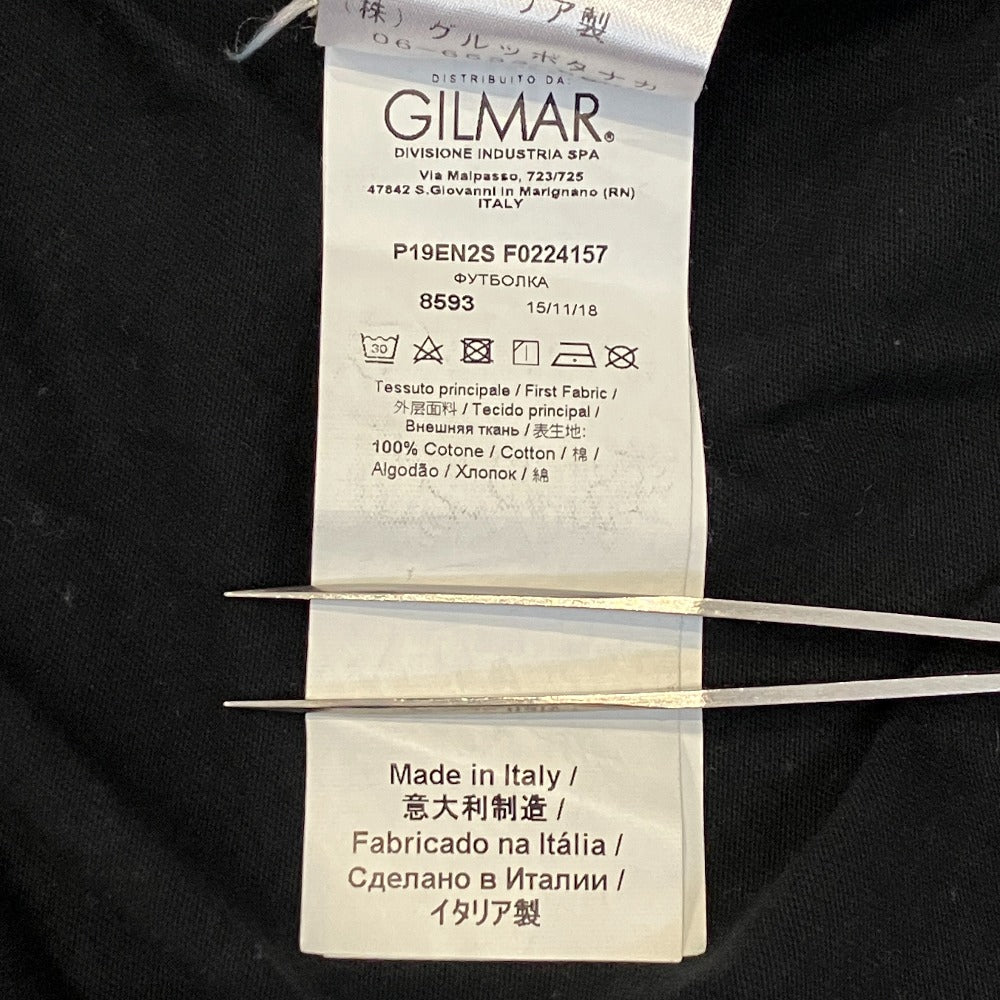 リア製
(株) グルッポタナカ
DISTRIBUITO DA:
GILMAR®
DIVISIONE INDUSTRIA SPA
Via Malpasso, 723/725
47842 S.Giovanni in Marignano (RN)
ITALY
P19EN2S F0224157
ФУТБОЛКА
8593 15/11/18
30
Tessuto principale / First Fabric /
外层面料 / Tecido principal /
Внешняя ткань / 表生地:
100% Cotone / Cotton / 棉 /
Algodão / Хлопок / 綿
Made in Italy /
意大利制造 /
Fabricado na Itália /
Сделано в Италии /
イタリア製